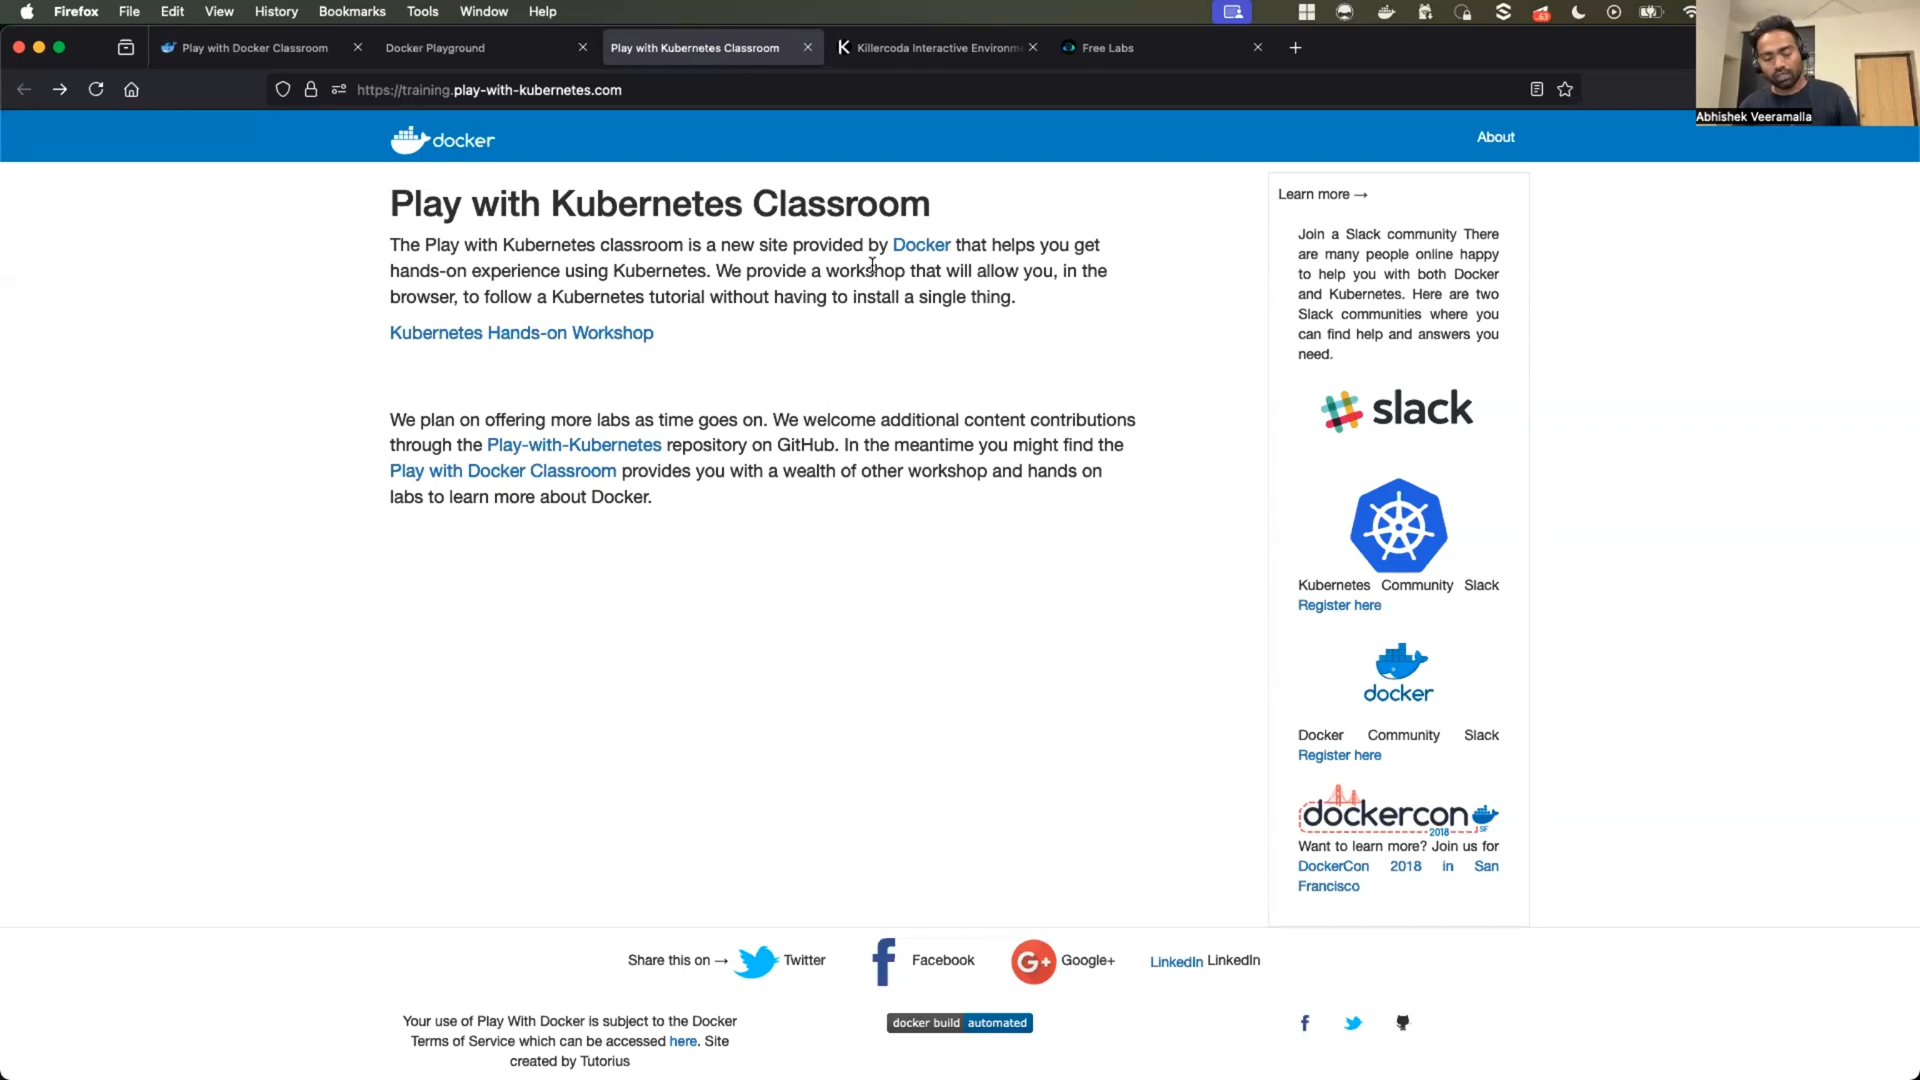 Firefox File Edit View History Bookmarks Tools Window Help
Play with Docker Classroom
Docker Playground
Play with Kubernetes Classroom
Killercoda Interactive Environm
Free Labs
https://training.play-with-kubernetes.com
Abhishek Veeramalla
docker
About
Play with Kubernetes Classroom
The Play with Kubernetes classroom is a new site provided by Docker that helps you get
hands-on experience using Kubernetes. We provide a workshop that will allow you, in the
browser, to follow a Kubernetes tutorial without having to install a single thing.
Kubernetes Hands-on Workshop
We plan on offering more labs as time goes on. We welcome additional content contributions
through the Play-with-Kubernetes repository on GitHub. In the meantime you might find the
Play with Docker Classroom provides you with a wealth of other workshop and hands on
labs to learn more about Docker.
Learn more →
Join a Slack community There
are many people online happy
to help you with both Docker
and Kubernetes. Here are two
Slack communities where you
can find help and answers you
need.
slack
Kubernetes Community Slack
Register here
docker
Docker Community Slack
Register here
dockercon
2018 SF
Want to learn more? Join us for
DockerCon 2018 in San
Francisco
Share this on → Twitter Facebook G+ Google+ LinkedIn LinkedIn
Your use of Play With Docker is subject to the Docker
Terms of Service which can be accessed here. Site
created by Tutorius
docker build automated